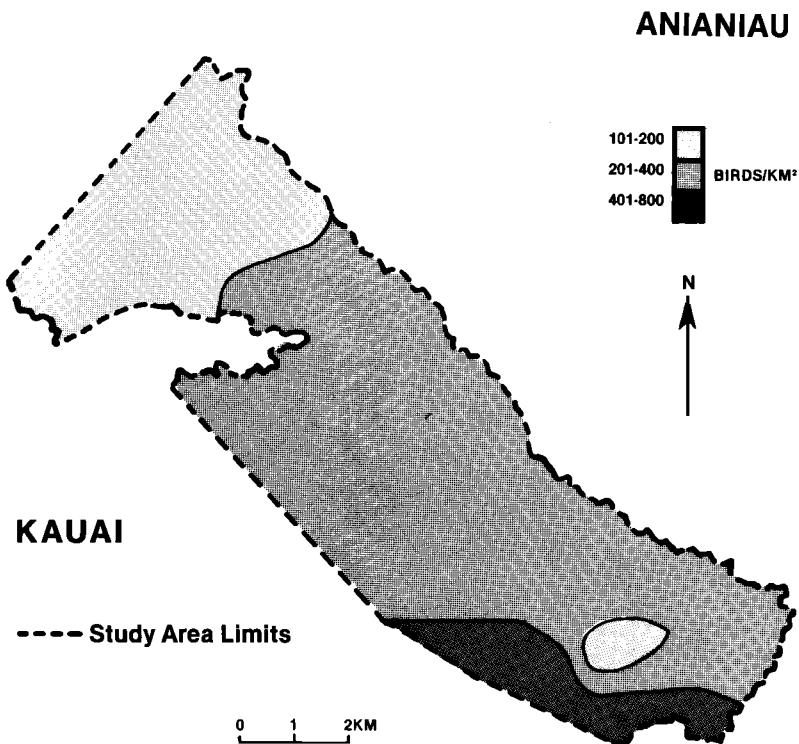 ANIANIAU
101-200
201-400 BIRDS/KM²
401-800
N
KAUAI
Study Area Limits
0 1 2KM